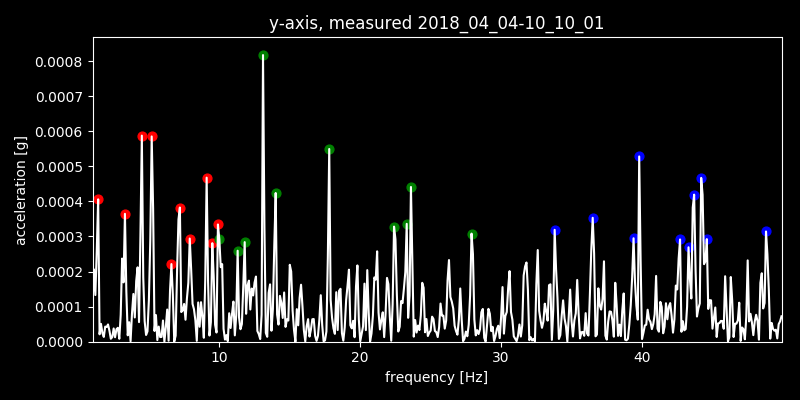 y-axis, measured 2018_04_04-10_10_01
acceleration [g]
0.0008
0.0007
0.0006
0.0005
0.0004
0.0003
0.0002
0.0001
0.0000
10 20 30 40
frequency [Hz]